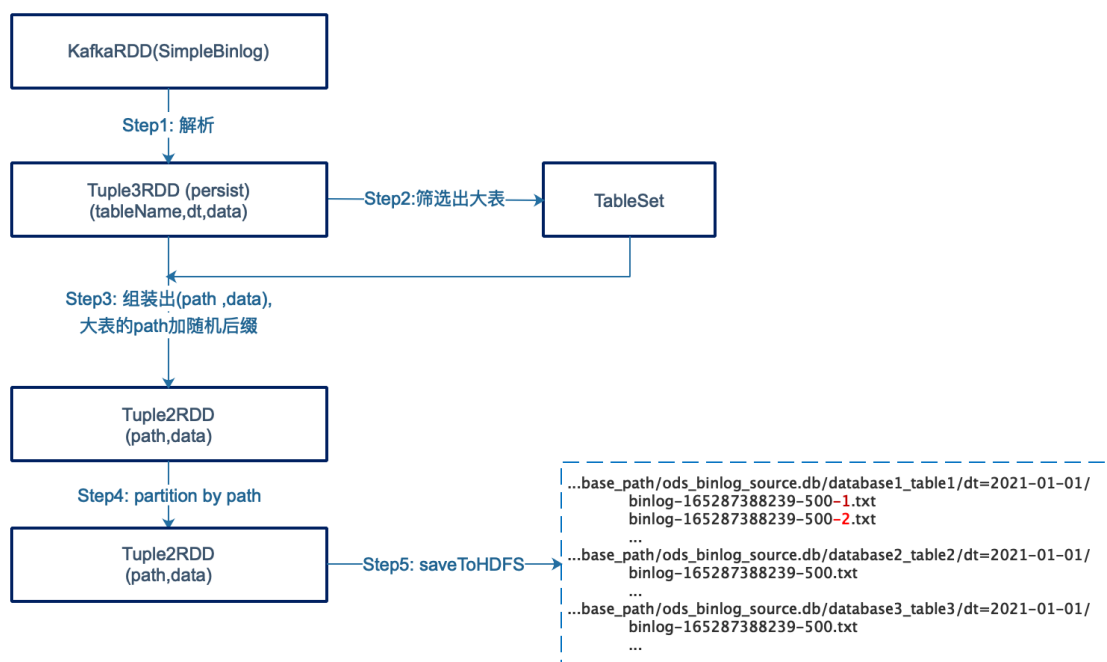 KafkaRDD(SimpleBinlog)
Step1: 解析
Tuple3RDD (persist)
(tableName,dt,data)
Step2:筛选出大表
TableSet
Step3: 组装出(path ,data),
大表的path加随机后缀
Tuple2RDD
(path,data)
Step4: partition by path
Tuple2RDD
(path,data)
Step5: saveToHDFS
...base_path/ods_binlog_source.db/database1_table1/dt=2021-01-01/
binlog-165287388239-500-1.txt
binlog-165287388239-500-2.txt
...
...base_path/ods_binlog_source.db/database2_table2/dt=2021-01-01/
binlog-165287388239-500.txt
...
...base_path/ods_binlog_source.db/database3_table3/dt=2021-01-01/
binlog-165287388239-500.txt
...